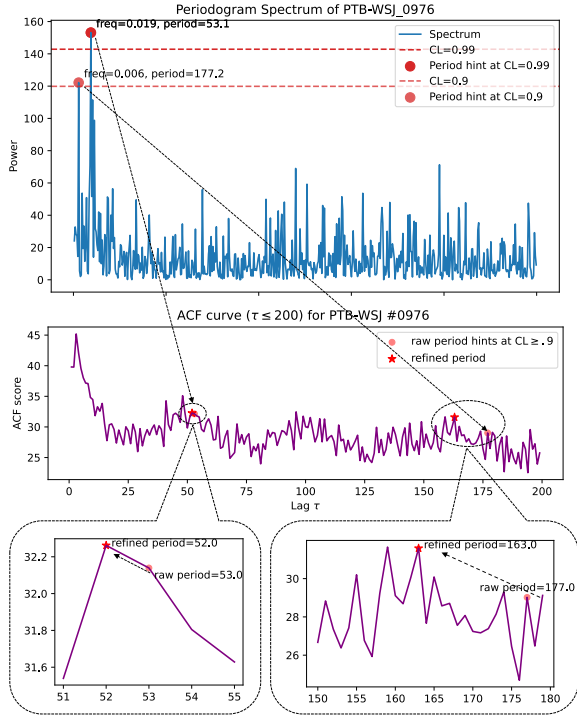 Periodogram Spectrum of PTB-WSJ_0976
freq=0.019, period=53.1
freq=0.006, period=177.2
Spectrum
CL=0.99
Period hint at CL=0.99
CL=0.9
Period hint at CL=0.9
Power
160
140
120
100
80
60
40
20
0
ACF curve (τ ≤ 200) for PTB-WSJ #0976
raw period hints at CL≥.9
refined period
ACF score
45
40
35
30
25
0 25 50 75 100 125 150 175 200
Lag τ
refined period=52.0
raw period=53.0
32.2
32.0
31.8
31.6
51 52 53 54 55
refined period=163.0
raw period=177.0
30
28
26
150 155 160 165 170 175 180